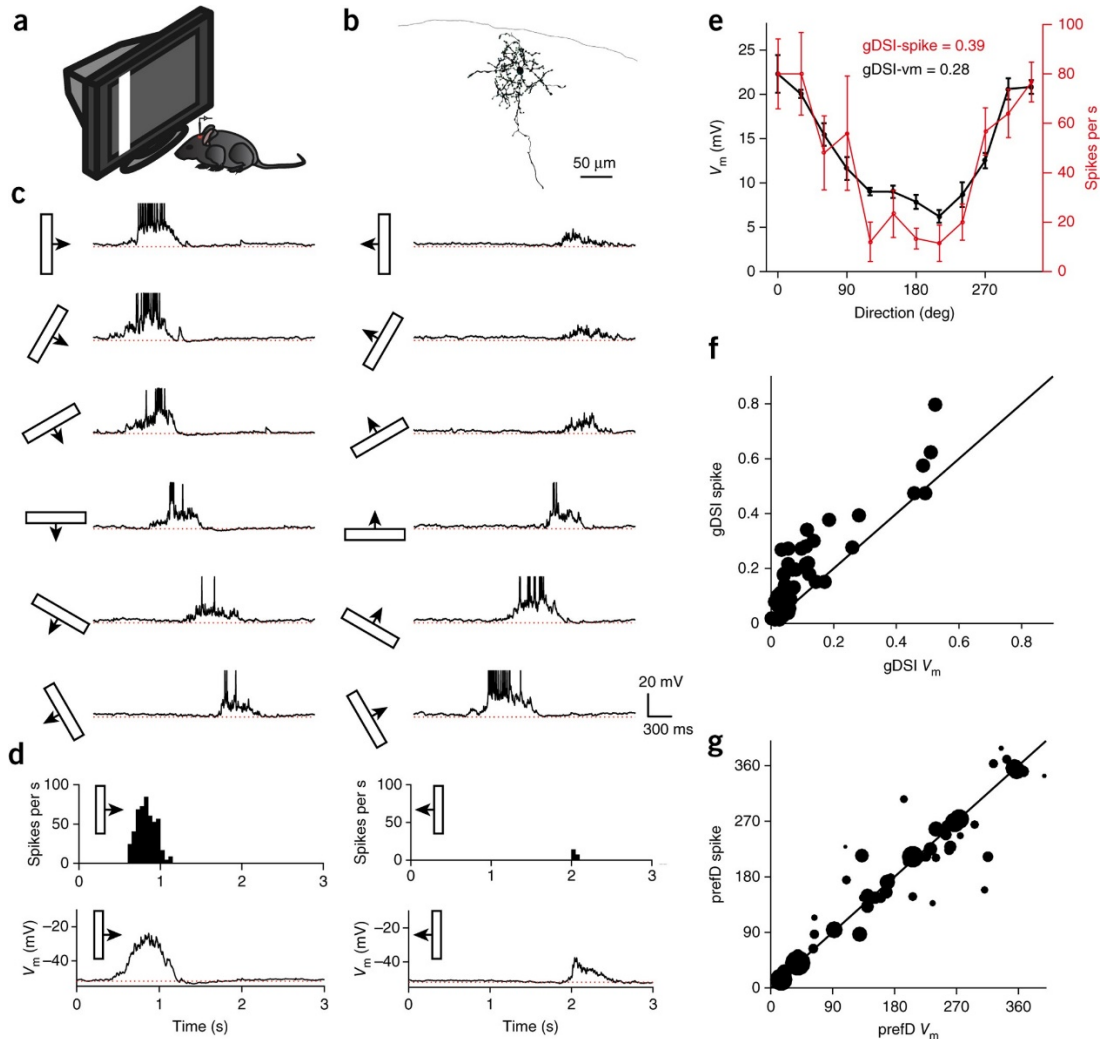 a
b
50 μm
c
20 mV
300 ms
d
Spikes per s
100
50
0
0 1 2 3
Vm (mV)
−20
−40
0 1 2 3
Time (s)
Spikes per s
100
50
0
0 1 2 3
Vm (mV)
−20
−40
0 1 2 3
Time (s)
e
gDSI-spike = 0.39
gDSI-vm = 0.28
Vm (mV)
25
20
15
10
5
0
Spikes per s
100
80
60
40
20
0
0 90 180 270
Direction (deg)
f
gDSI spike
0.8
0.6
0.4
0.2
0
0 0.2 0.4 0.6 0.8
gDSI Vm
g
prefD spike
360
270
180
90
0
0 90 180 270 360
prefD Vm